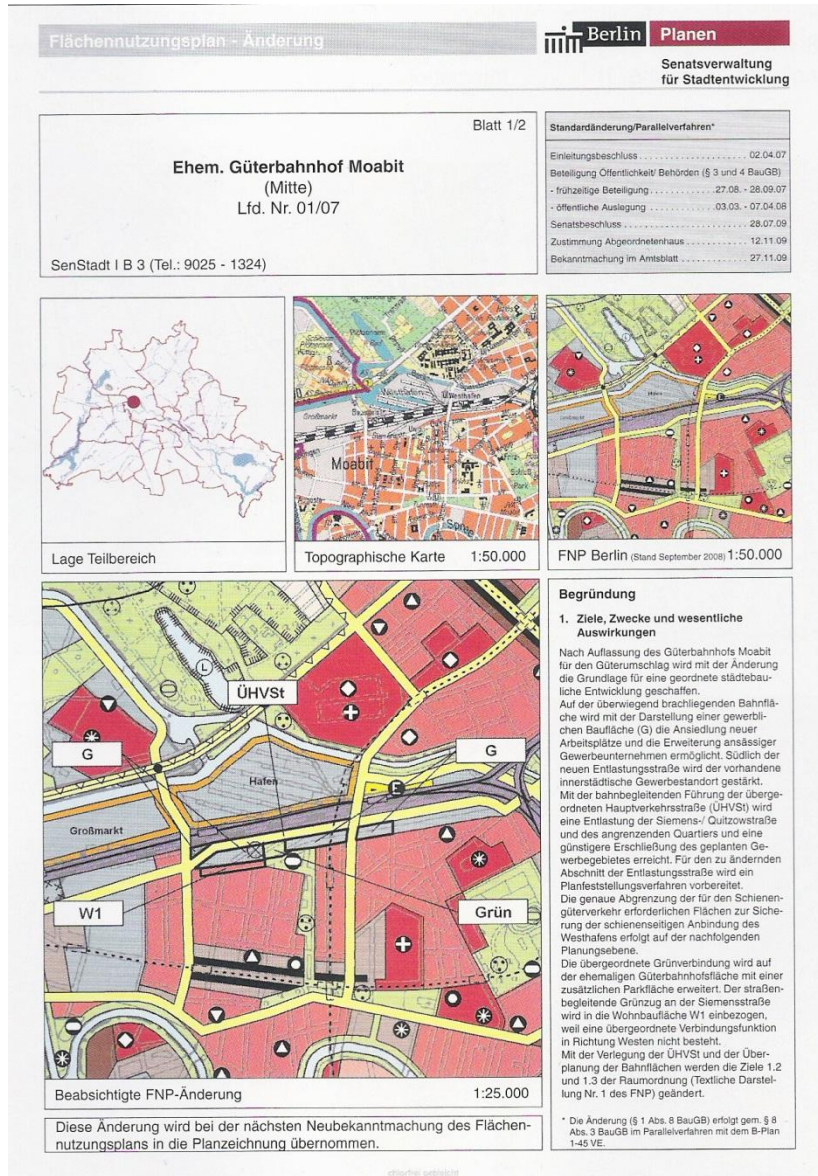 Flächennutzungsplan - Änderung
Berlin
Planen
Senatsverwaltung
für Stadtentwicklung
Blatt 1/2
Ehem. Güterbahnhof Moabit
(Mitte)
Lfd. Nr. 01/07
SenStadt I B 3 (Tel.: 9025 - 1324)
Standardänderung/Parallelverfahren*
Einleitungsbeschluss . . . . . . . . . . . . . . . . . . . . 02.04.07
Beteiligung Öffentlichkeit/ Behörden (§ 3 und 4 BauGB)
- frühzeitige Beteiligung . . . . . . . . . . 27.08. - 28.09.07
- öffentliche Auslegung . . . . . . . . . . 03.03. - 07.04.08
Senatsbeschluss . . . . . . . . . . . . . . . . . . . . . . . 28.07.09
Zustimmung Abgeordnetenhaus . . . . . . . . . . . . 12.11.09
Bekanntmachung im Amtsblatt . . . . . . . . . . . . . 27.11.09
Großmarkt
Westhafen
Moabit
Hafen
Lage Teilbereich
Topographische Karte 1:50.000
FNP Berlin (Stand September 2008) 1:50.000
L
ÜHVSt
G
G
Hafen
E
Großmarkt
W1
Grün
Beabsichtigte FNP-Änderung 1:25.000
Diese Änderung wird bei der nächsten Neubekanntmachung des Flächen-
nutzungsplans in die Planzeichnung übernommen.
Begründung
1. Ziele, Zwecke und wesentliche
Auswirkungen
Nach Auflassung des Güterbahnhofs Moabit
für den Güterumschlag wird mit der Änderung
die Grundlage für eine geordnete städtebau-
liche Entwicklung geschaffen.
Auf der überwiegend brachliegenden Bahnflä-
che wird mit der Darstellung einer gewerbli-
chen Baufläche (G) die Ansiedlung neuer
Arbeitsplätze und die Erweiterung ansässiger
Gewerbeunternehmen ermöglicht. Südlich der
neuen Entlastungsstraße wird der vorhandene
innerstädtische Gewerbestandort gestärkt.
Mit der bahnbegleitenden Führung der überge-
ordneten Hauptverkehrsstraße (ÜHVSt) wird
eine Entlastung der Siemens-/ Quitzowstraße
und des angrenzenden Quartiers und eine
günstigere Erschließung des geplanten Ge-
werbegebietes erreicht. Für den zu ändernden
Abschnitt der Entlastungsstraße wird ein
Planfeststellungsverfahren vorbereitet.
Die genaue Abgrenzung der für den Schienen-
güterverkehr erforderlichen Flächen zur Siche-
rung der schienenseitigen Anbindung des
Westhafens erfolgt auf der nachfolgenden
Planungsebene.
Die übergeordnete Grünverbindung wird auf
der ehemaligen Güterbahnhofsfläche mit einer
zusätzlichen Parkfläche erweitert. Der straßen-
begleitende Grünzug an der Siemensstraße
wird in die Wohnbaufläche W1 einbezogen,
weil eine übergeordnete Verbindungsfunktion
in Richtung Westen nicht besteht.
Mit der Verlegung der ÜHVSt und der Über-
planung der Bahnflächen werden die Ziele 1.2
und 1.3 der Raumordnung (Textliche Darstel-
lung Nr. 1 des FNP) geändert.
* Die Änderung (§ 1 Abs. 8 BauGB) erfolgt gem. § 8
Abs. 3 BauGB im Parallelverfahren mit dem B-Plan
1-45 VE.